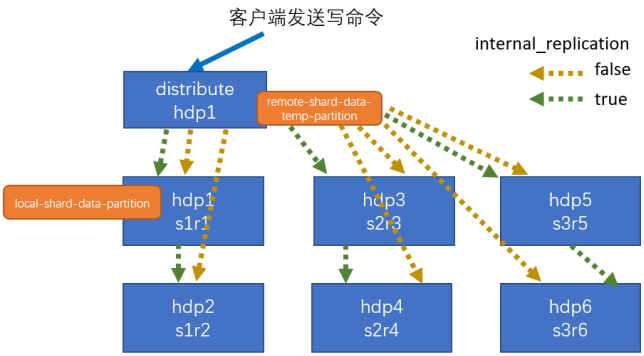 客户端发送写命令
internal_replication
false
true
distribute
hdp1
remote-shard-data-
temp-partition
local-shard-data-partition
hdp1
s1r1
hdp3
s2r3
hdp5
s3r5
hdp2
s1r2
hdp4
s2r4
hdp6
s3r6